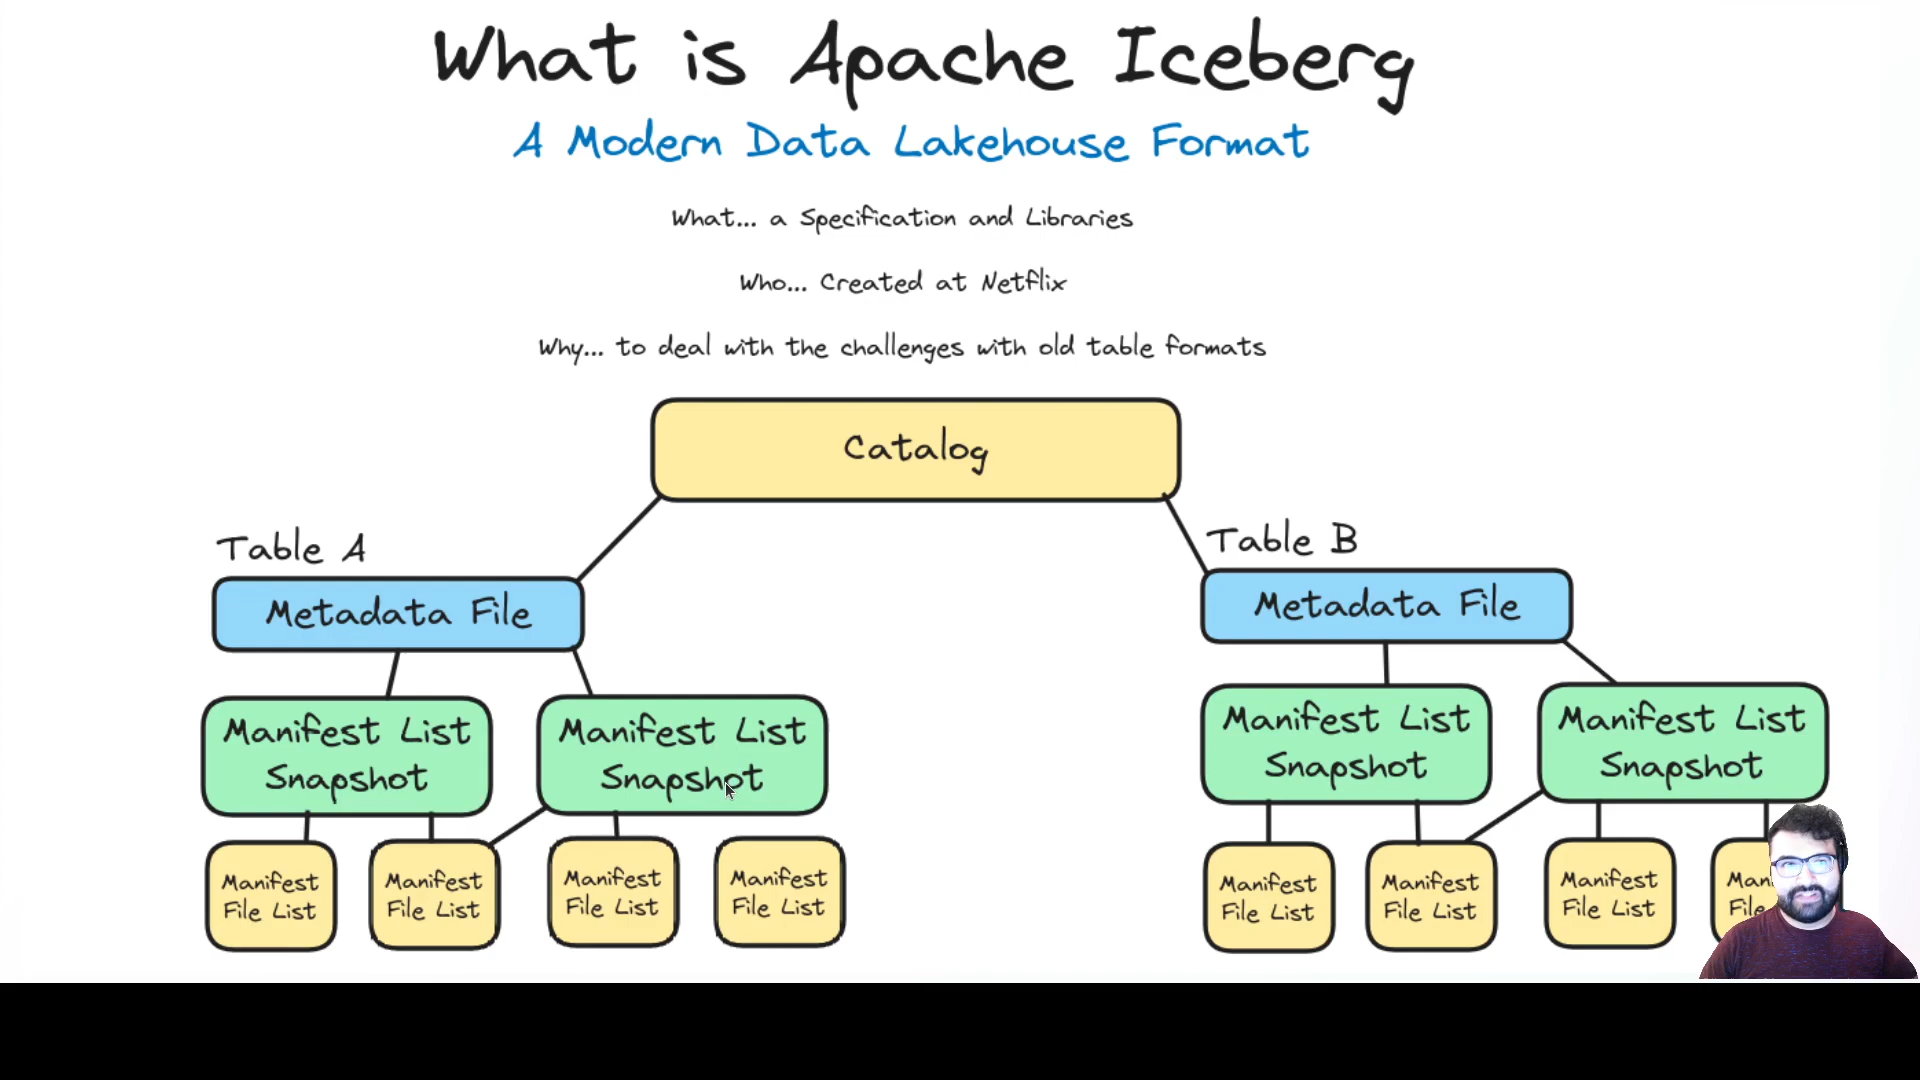 What is Apache Iceberg
A Modern Data Lakehouse Format
What... a Specification and Libraries
Who... Created at Netflix
Why... to deal with the challenges with old table formats
Catalog
Table A
Metadata File
Manifest List
Snapshot
Manifest List
Snapshot
Manifest
File List
Manifest
File List
Manifest
File List
Manifest
File List
Table B
Metadata File
Manifest List
Snapshot
Manifest List
Snapshot
Manifest
File List
Manifest
File List
Manifest
File List